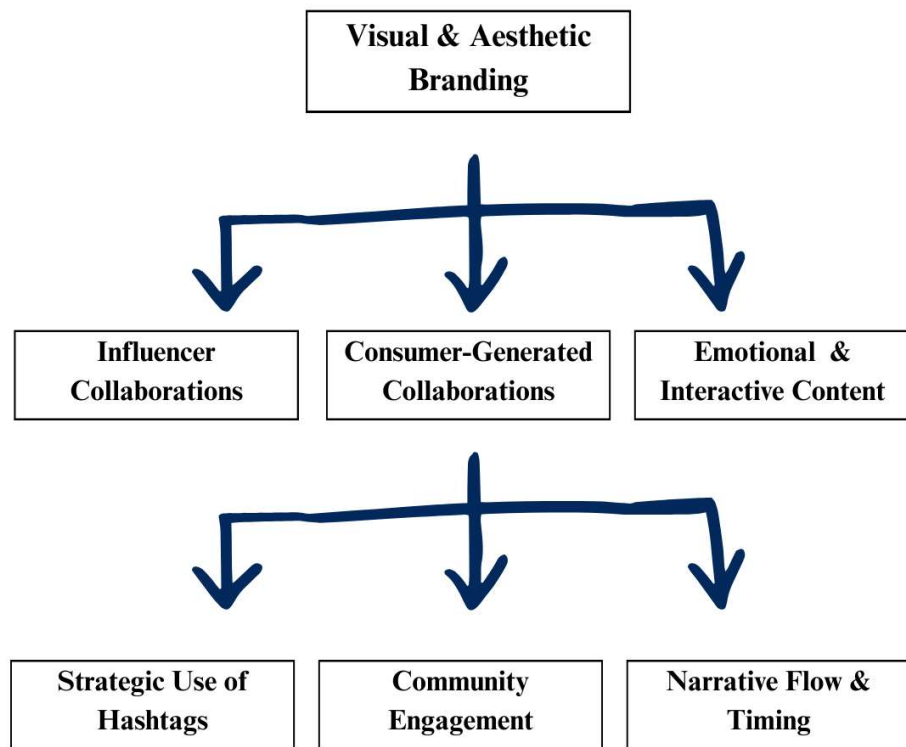 Visual & Aesthetic
Branding
Influencer
Collaborations
Consumer-Generated
Collaborations
Emotional &
Interactive Content
Strategic Use of
Hashtags
Community
Engagement
Narrative Flow &
Timing